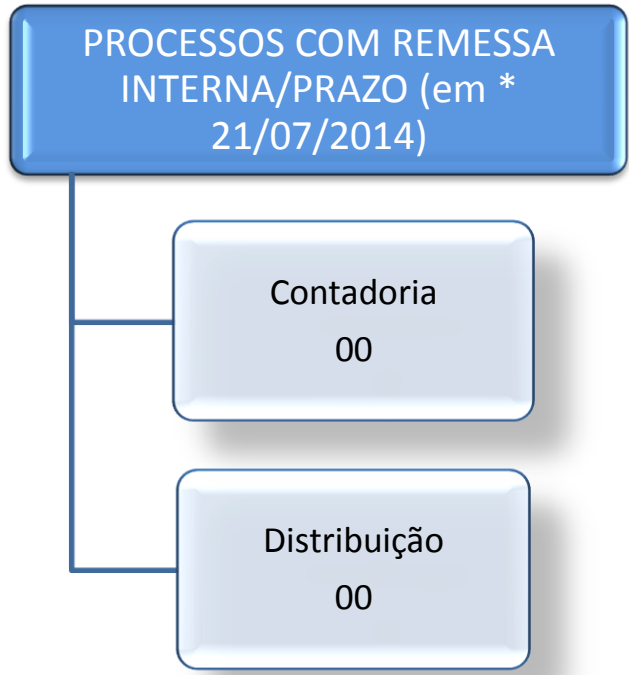 PROCESSOS COM REMESSA
INTERNA/PRAZO (em *
21/07/2014)
Contadoria
00
Distribuição
00